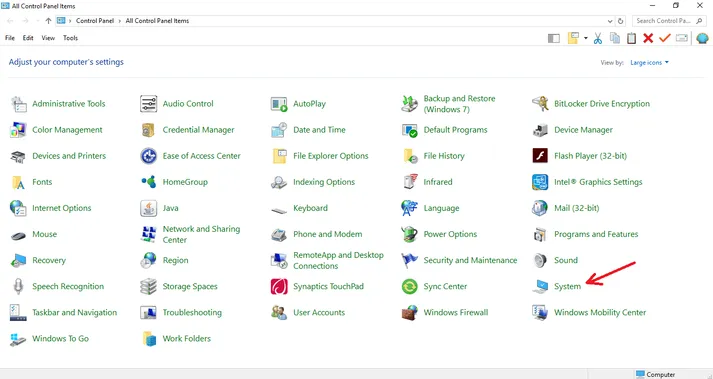 All Control Panel Items
Control Panel > All Control Panel Items
Search Control Pa...
File Edit View Tools
Adjust your computer's settings
View by: Large icons
Administrative Tools
Audio Control
AutoPlay
Backup and Restore
(Windows 7)
BitLocker Drive Encryption
Color Management
Credential Manager
Date and Time
Default Programs
Device Manager
Devices and Printers
Ease of Access Center
File Explorer Options
File History
Flash Player (32-bit)
Fonts
HomeGroup
Indexing Options
Infrared
Intel® Graphics Settings
Internet Options
Java
Keyboard
Language
Mail (32-bit)
Mouse
Network and Sharing
Center
Phone and Modem
Power Options
Programs and Features
Recovery
Region
RemoteApp and Desktop
Connections
Security and Maintenance
Sound
Speech Recognition
Storage Spaces
Synaptics TouchPad
Sync Center
System
Taskbar and Navigation
Troubleshooting
User Accounts
Windows Firewall
Windows Mobility Center
Windows To Go
Work Folders
Computer